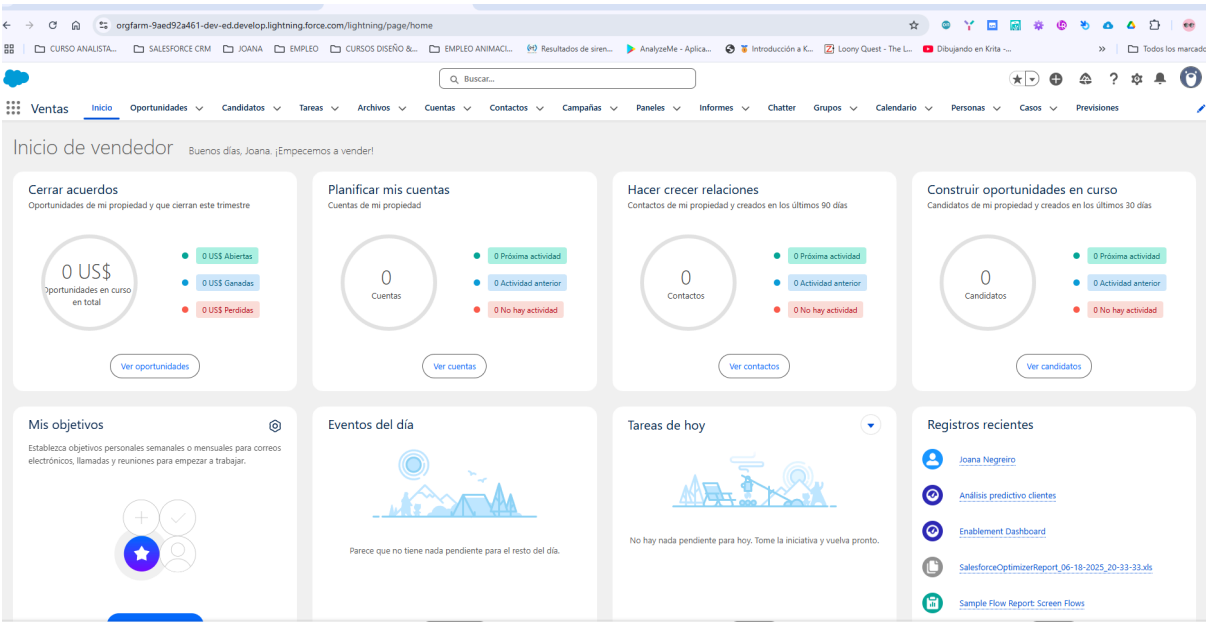 orgfarm-9aed92a461-dev-ed.develop.lightning.force.com/lightning/page/home
CURSO ANALISTA... SALESFORCE CRM JOANA EMPLEO CURSOS DISEÑO &... EMPLEO ANIMACI... Resultados de siren... AnalyzeMe - Aplica... Introducción a K... Loony Quest - The L... Dibujando en Krita -... » Todos los marcado
Buscar...
Ventas Inicio Oportunidades Candidatos Tareas Archivos Cuentas Contactos Campañas Paneles Informes Chatter Grupos Calendario Personas Casos Previsiones
Inicio de vendedor Buenos días, Joana. ¡Empecemos a vender!
Cerrar acuerdos
Oportunidades de mi propiedad y que cierran este trimestre
0 US$
Oportunidades en curso
en total
0 US$ Abiertas
0 US$ Ganadas
0 US$ Perdidas
Ver oportunidades
Planificar mis cuentas
Cuentas de mi propiedad
0
Cuentas
0 Próxima actividad
0 Actividad anterior
0 No hay actividad
Ver cuentas
Hacer crecer relaciones
Contactos de mi propiedad y creados en los últimos 90 días
0
Contactos
0 Próxima actividad
0 Actividad anterior
0 No hay actividad
Ver contactos
Construir oportunidades en curso
Candidatos de mi propiedad y creados en los últimos 30 días
0
Candidatos
0 Próxima actividad
0 Actividad anterior
0 No hay actividad
Ver candidatos
Mis objetivos
Establezca objetivos personales semanales o mensuales para correos
electrónicos, llamadas y reuniones para empezar a trabajar.
Eventos del día
Parece que no tiene nada pendiente para el resto del día.
Tareas de hoy
No hay nada pendiente para hoy. Tome la iniciativa y vuelva pronto.
Registros recientes
Joana Negreiro
Análisis predictivo clientes
Enablement Dashboard
SalesforceOptimizerReport_06-18-2025_20-33-33.xls
Sample Flow Report: Screen Flows